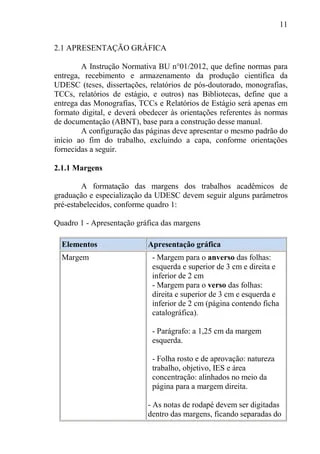 11
2.1 APRESENTAÇÃO GRÁFICA
A Instrução Normativa BU n°01/2012, que define normas para
entrega, recebimento e armazenamento da produção científica da
UDESC (teses, dissertações, relatórios de pós-doutorado, monografias,
TCCs, relatórios de estágio, e outros) nas Bibliotecas, define que a
entrega das Monografias, TCCs e Relatórios de Estágio será apenas em
formato digital, e deverá obedecer às orientações referentes às normas
de documentação (ABNT), base para a construção desse manual.
A configuração das páginas deve apresentar o mesmo padrão do
início ao fim do trabalho, excluindo a capa, conforme orientações
fornecidas a seguir.
2.1.1 Margens
A formatação das margens dos trabalhos acadêmicos de
graduação e especialização da UDESC devem seguir alguns parâmetros
pré-estabelecidos, conforme quadro 1:
Quadro 1 - Apresentação gráfica das margens
Elementos Apresentação gráfica
Margem - Margem para o anverso das folhas:
esquerda e superior de 3 cm e direita e
inferior de 2 cm
- Margem para o verso das folhas:
direita e superior de 3 cm e esquerda e
inferior de 2 cm (página contendo ficha
catalográfica).
- Parágrafo: a 1,25 cm da margem
esquerda.
- Folha rosto e de aprovação: natureza
trabalho, objetivo, IES e área
concentração: alinhados no meio da
página para a margem direita.
- As notas de rodapé devem ser digitadas
dentro das margens, ficando separadas do